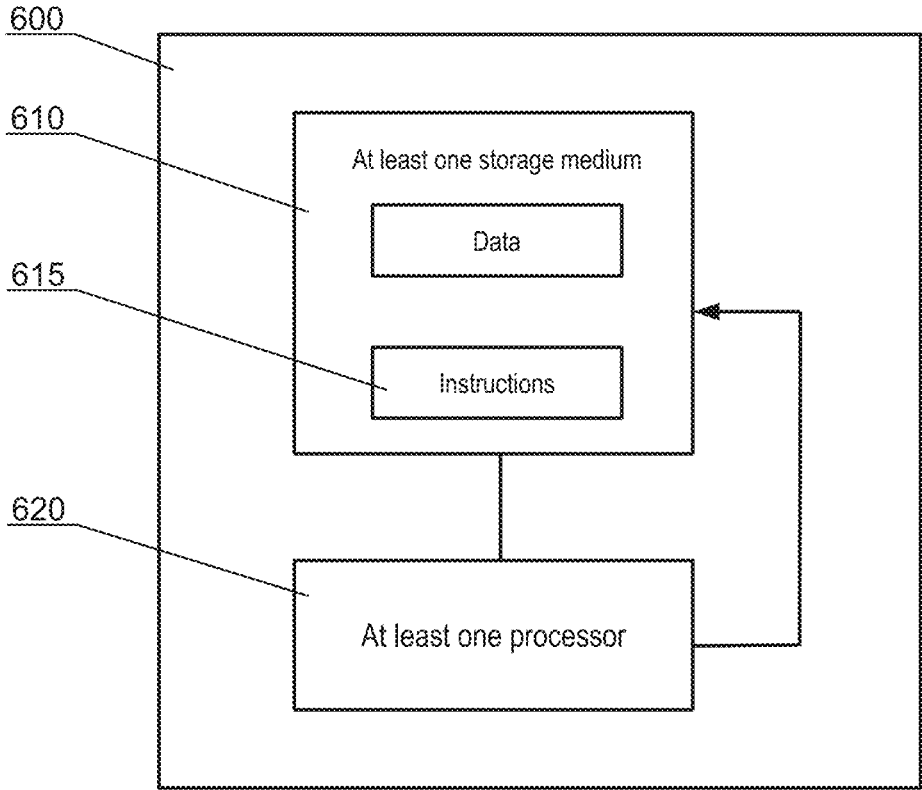 600
610
At least one storage medium
Data
615
Instructions
620
At least one processor